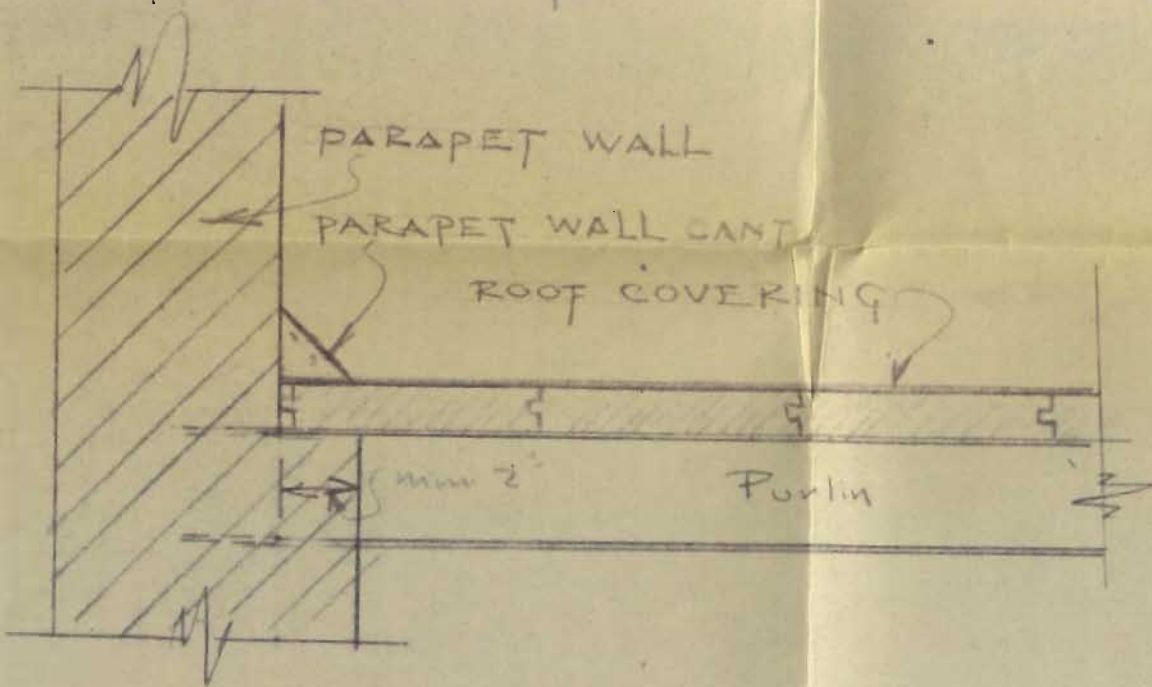 PARAPET WALL
PARAPET WALL CANT
ROOF COVERING
min 2"
Purlin